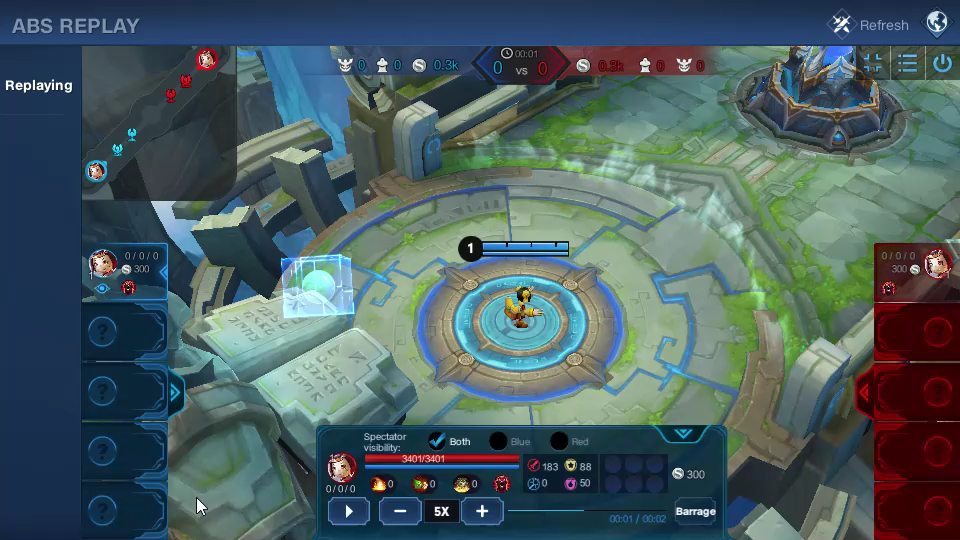 ABS REPLAY
Refresh
Replaying
00:01
0 0 0.3k 0 vs 0 0.3k 0 0
1
0/0/0
300
0/0/0
300
?
?
?
?
Spectator visibility: Both Blue Red
3401/3401
183 88
0/0/0
0 0 0
0 50
300
5X
00:01 / 00:02
Barrage